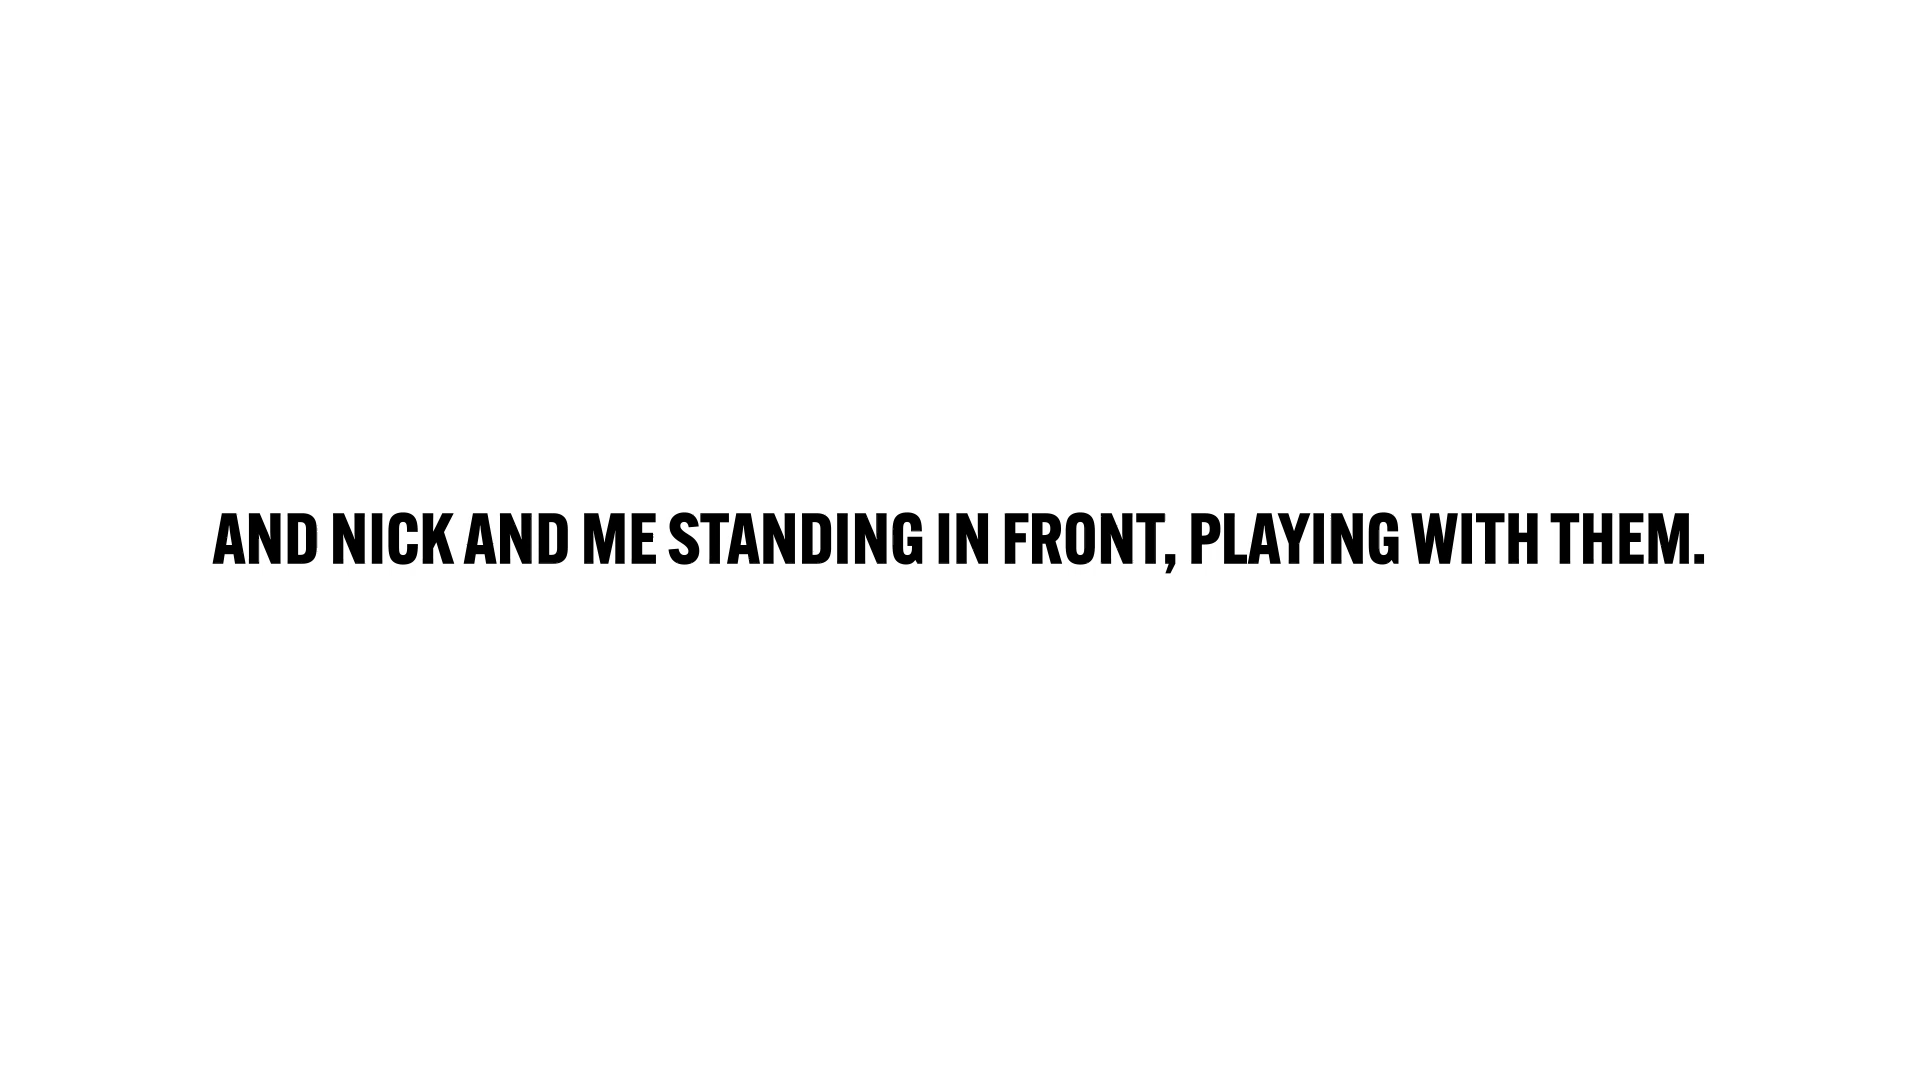 AND NICK AND ME STANDING IN FRONT, PLAYING WITH THEM.